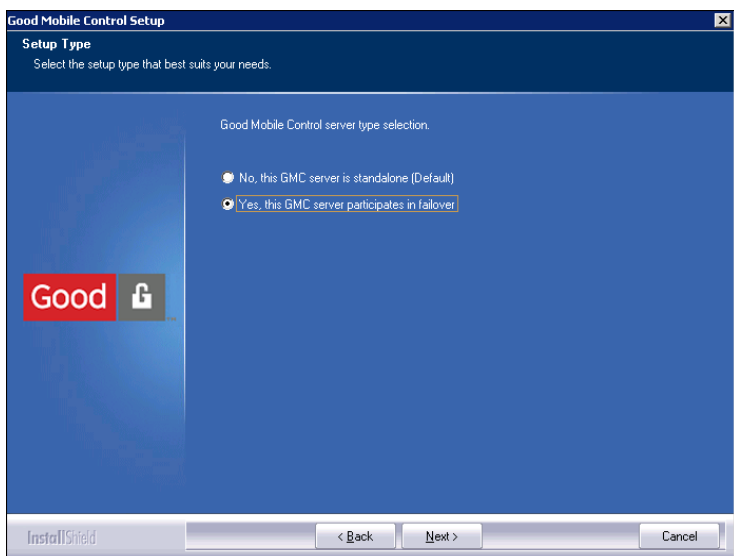 Good Mobile Control Setup
Setup Type
Select the setup type that best suits your needs.
Good Mobile Control server type selection.
No, this GMC server is standalone (Default)
Yes, this GMC server participates in failover
Good
InstallShield
< Back
Next >
Cancel